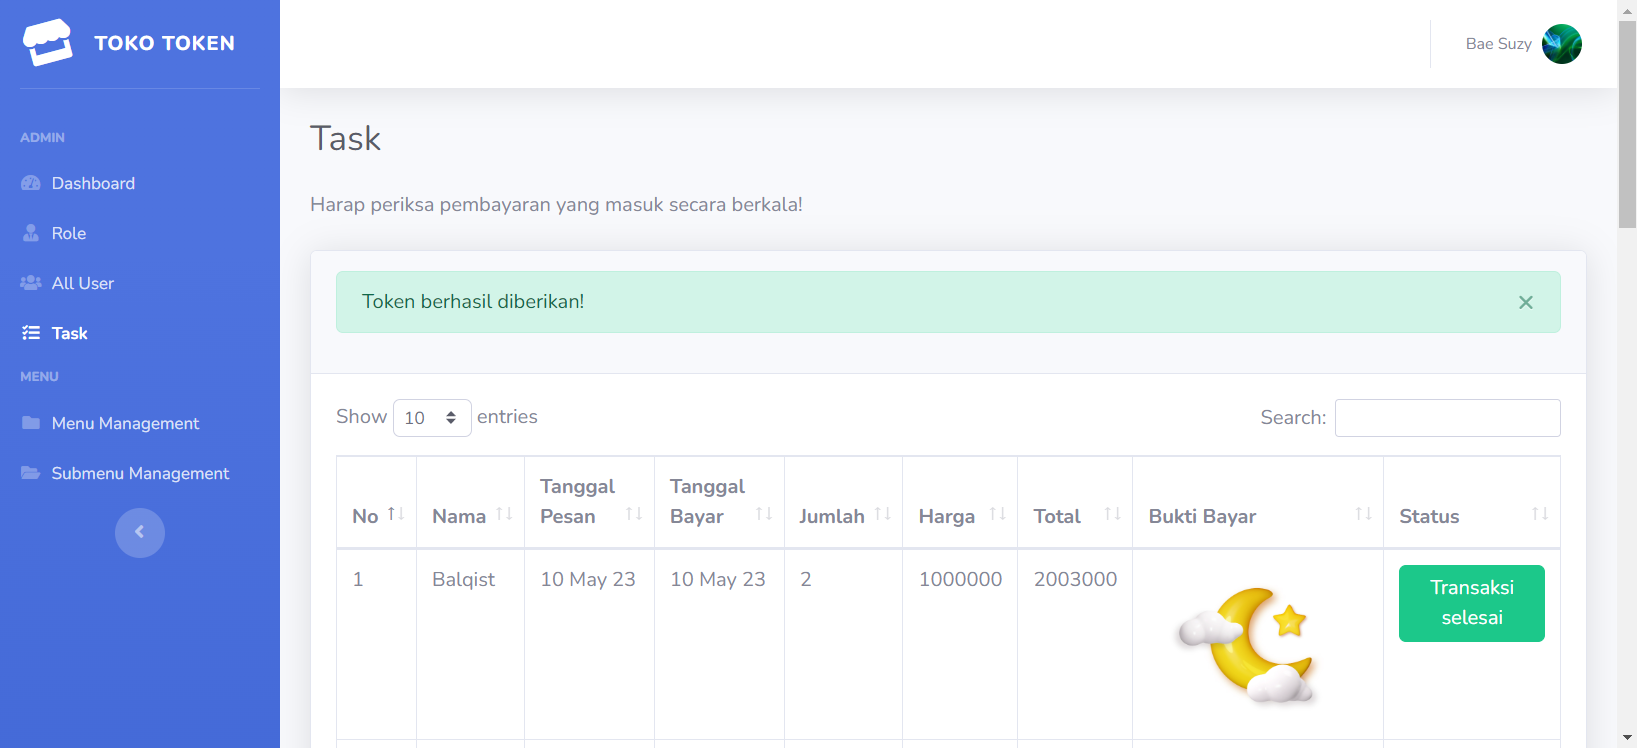 TOKO TOKEN
Bae Suzy
ADMIN
Dashboard
Role
All User
Task
MENU
Menu Management
Submenu Management
Task
Harap periksa pembayaran yang masuk secara berkala!
Token berhasil diberikan!
Show 10 entries
Search:
No
Nama
Tanggal
Pesan
Tanggal
Bayar
Jumlah
Harga
Total
Bukti Bayar
Status
1
Balqist
10 May 23
10 May 23
2
1000000
2003000
Transaksi
selesai